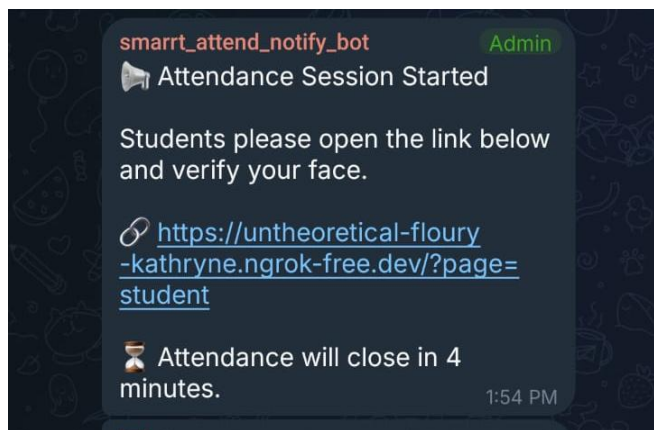 smarrt_attend_notify_bot Admin
📢 Attendance Session Started
Students please open the link below
and verify your face.
🔗 https://untheoretical-floury
-kathryne.ngrok-free.dev/?page=
student
⏳ Attendance will close in 4
minutes.
1:54 PM